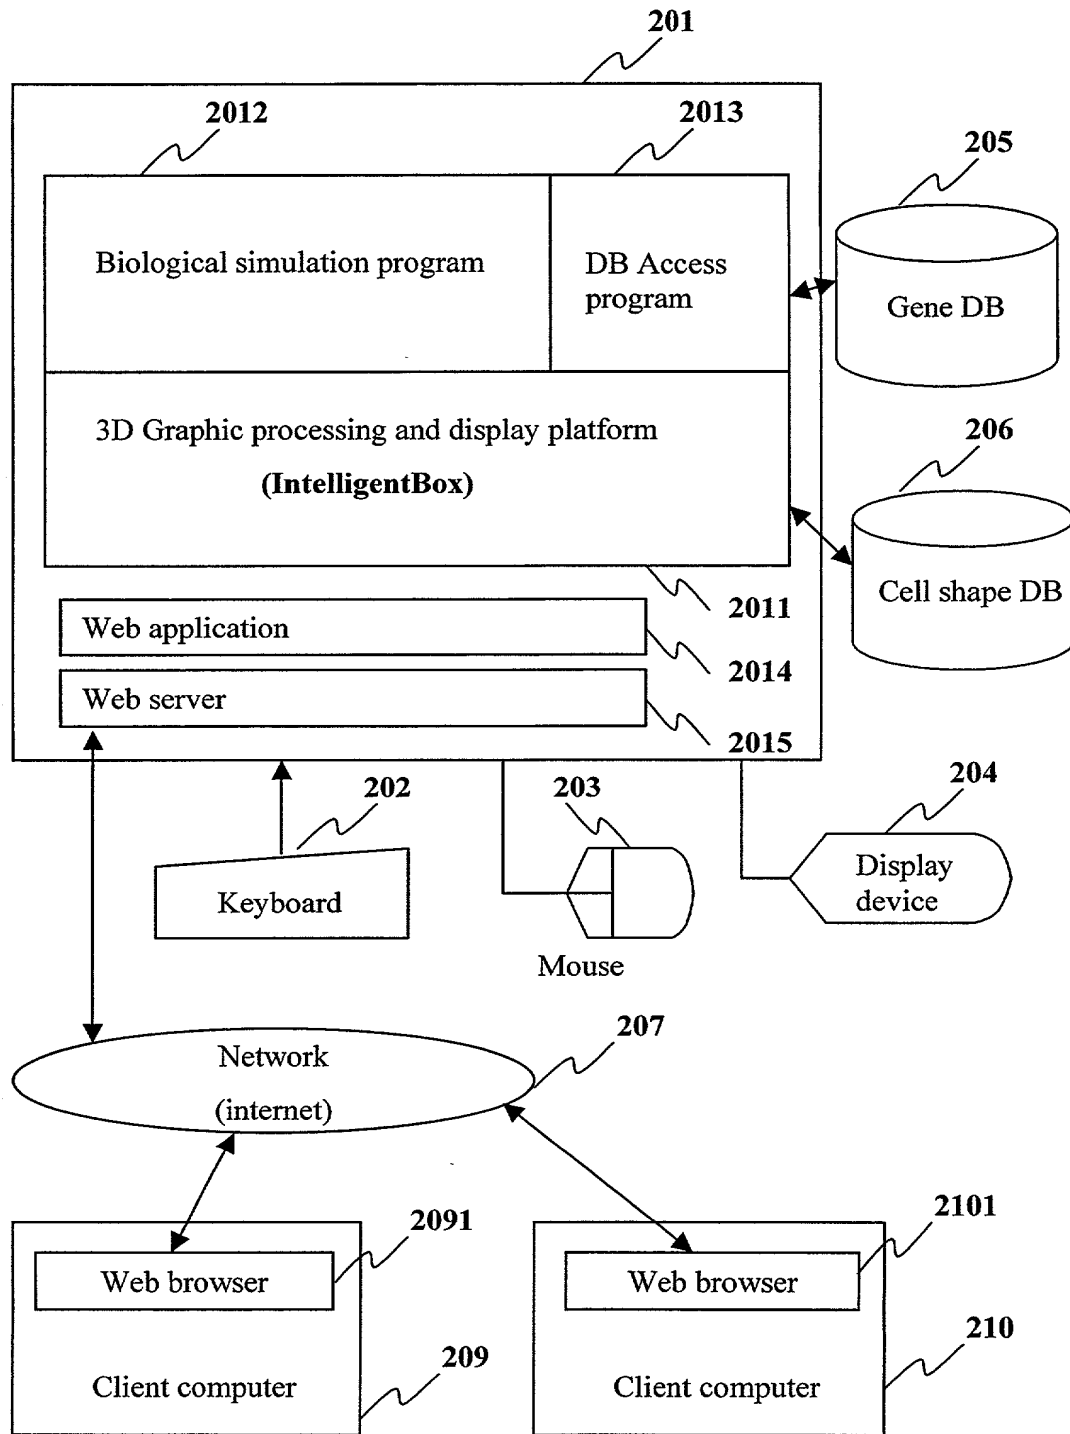 201
2012
2013
205
Biological simulation program
DB Access
program
Gene DB
3D Graphic processing and display platform
(IntelligentBox)
206
Cell shape DB
2011
Web application
2014
Web server
2015
202
203
204
Keyboard
Mouse
Display
device
207
Network
(internet)
2091
2101
Web browser
Web browser
209
210
Client computer
Client computer